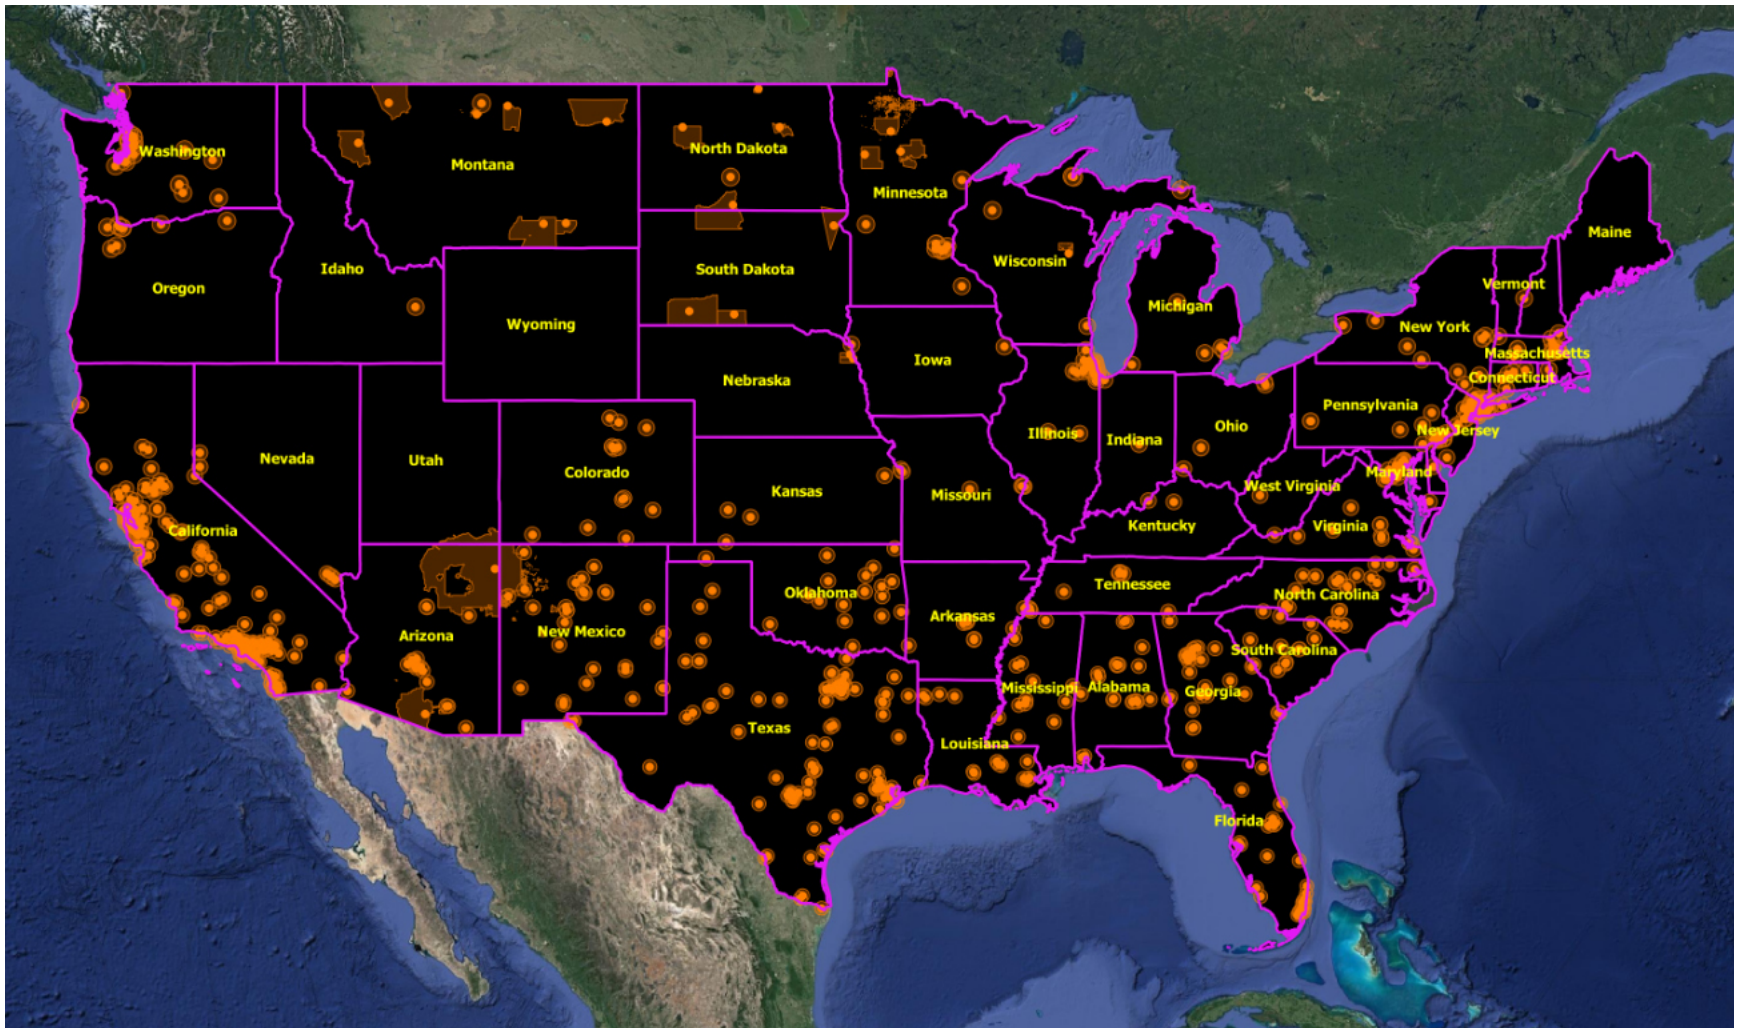 Washington
Montana
North Dakota
Minnesota
Maine
Oregon
Idaho
South Dakota
Wisconsin
Michigan
Vermont
Wyoming
New York
Massachusetts
Iowa
Nebraska
Connecticut
Pennsylvania
Ohio
New Jersey
Illinois
Indiana
Nevada
Utah
Colorado
Kansas
Missouri
Maryland
West Virginia
California
Kentucky
Virginia
Oklahoma
Tennessee
North Carolina
Arkansas
Arizona
New Mexico
South Carolina
Mississippi
Alabama
Georgia
Texas
Louisiana
Florida